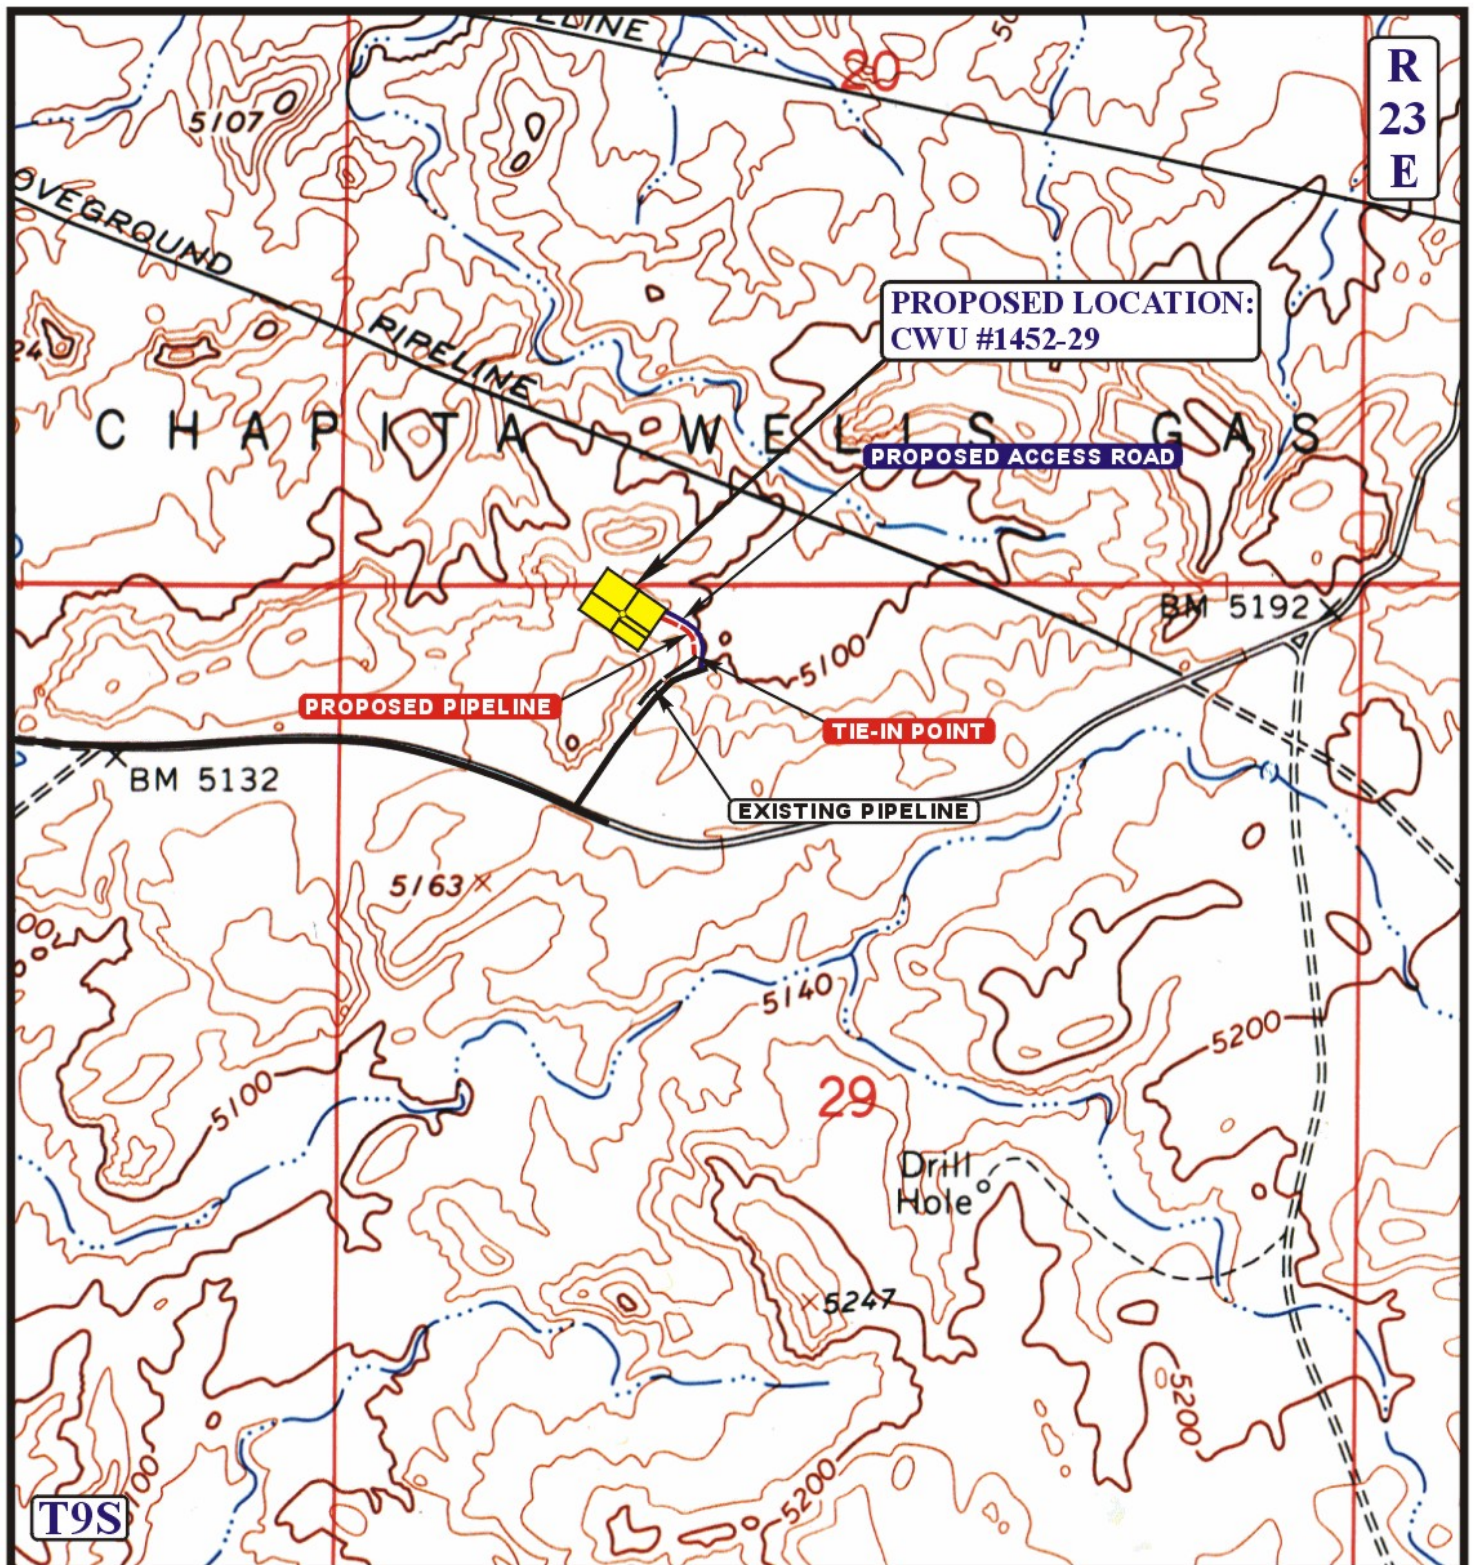 20
R
23
E
5107
PIPELINE
PROPOSED LOCATION:
CWU #1452-29
CHAPITA WELLS GAS
PROPOSED ACCESS ROAD
BM 5192
5100
PROPOSED PIPELINE
TIE-IN POINT
BM 5132
EXISTING PIPELINE
5163
5140
5200
5100
29
Drill
Hole
5247
5200
5200
T9S